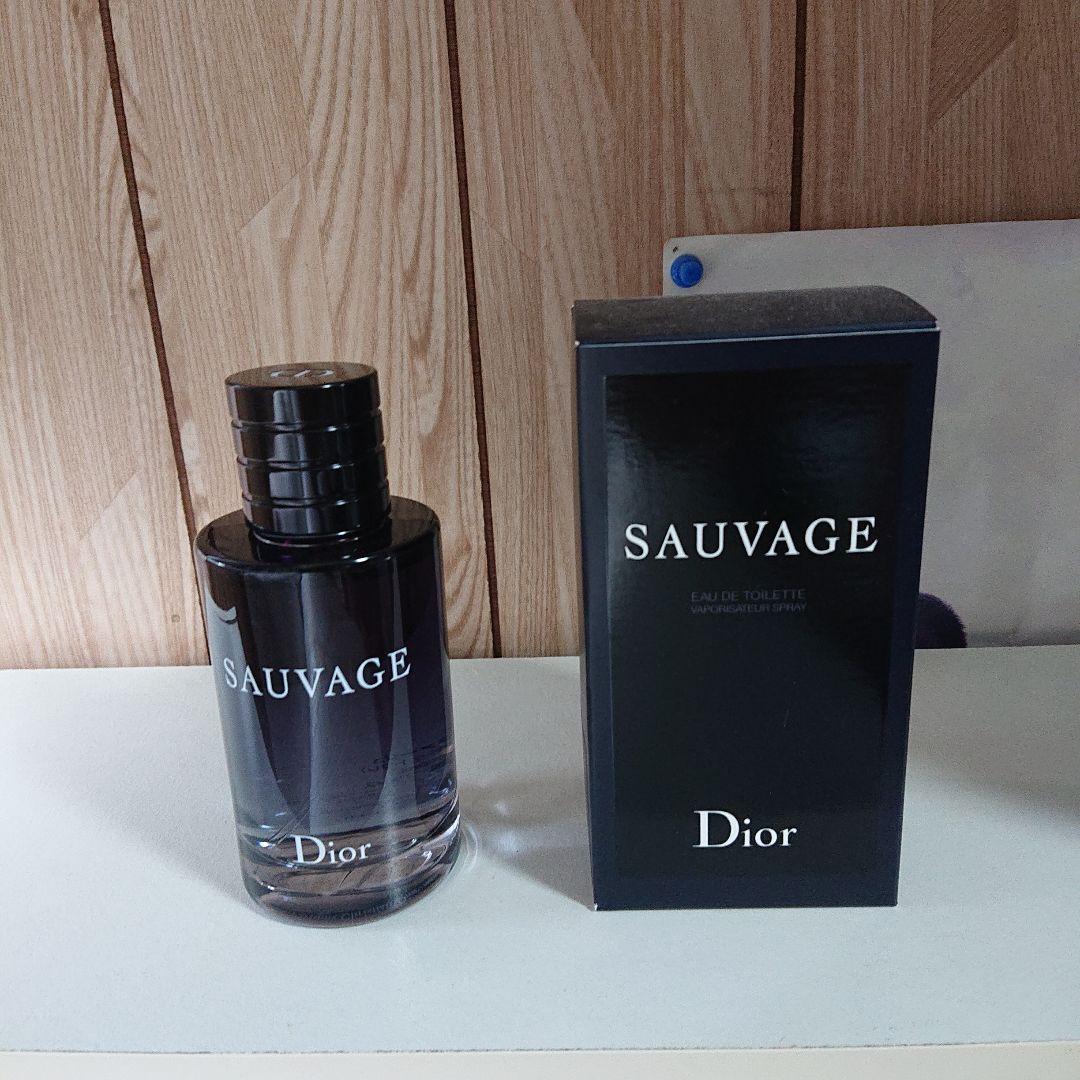 SAUVAGE
Dior
SAUVAGE
EAU DE TOILETTE
VAPORISATEUR SPRAY
Dior